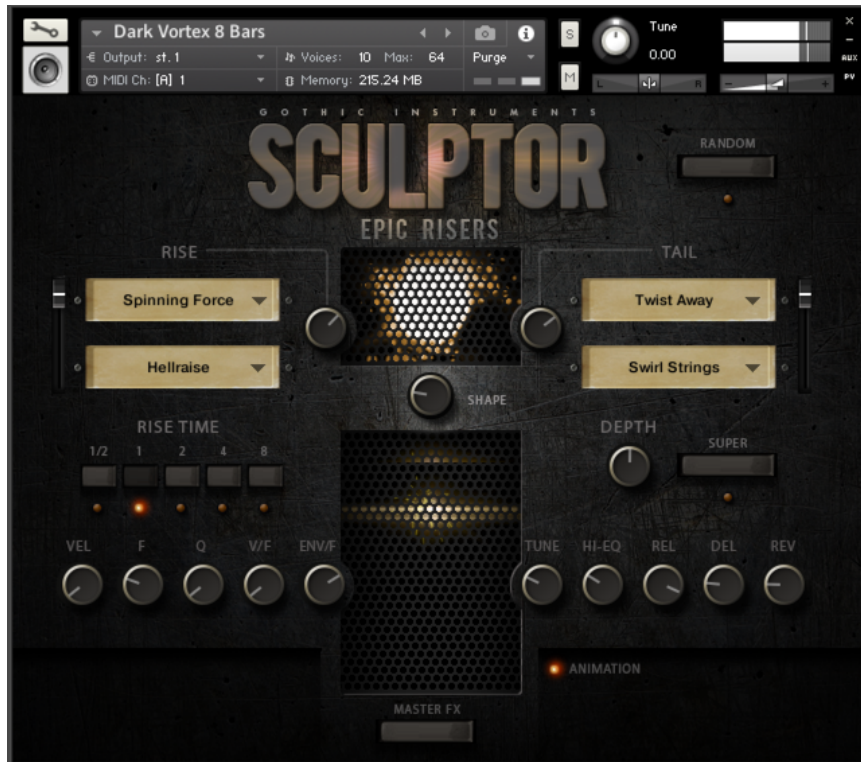 Dark Vortex 8 Bars
Output: st.1 Voices: 10 Max: 64 Purge
MIDI Ch: [A] 1 Memory: 215.24 MB
S
M
Tune
0.00
L R
- +
×
–
AUX
PV
GOTHIC INSTRUMENTS
SCULPTOR
EPIC RISERS
RANDOM
RISE
TAIL
Spinning Force
Twist Away
Hellraise
Swirl Strings
SHAPE
RISE TIME
DEPTH
1/2 1 2 4 8
SUPER
VEL F Q V/F ENV/F
TUNE HI-EQ REL DEL REV
ANIMATION
MASTER FX